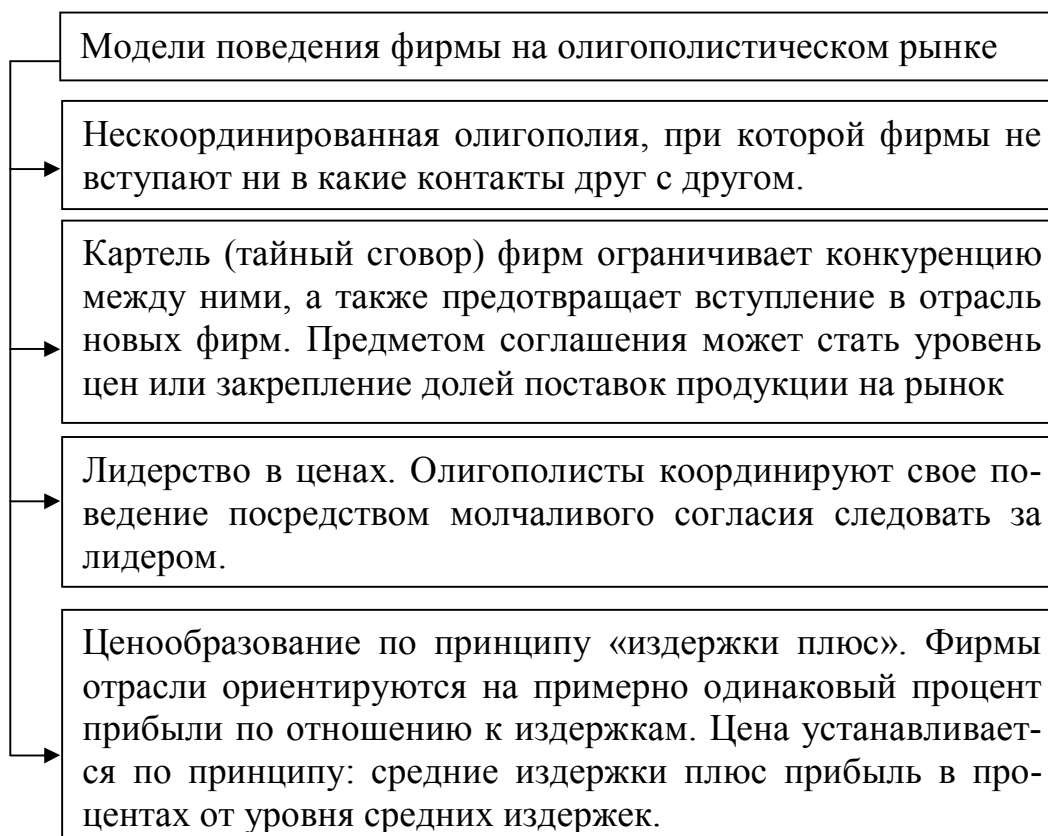 Модели поведения фирмы на олигополистическом рынке
Нескоординированная олигополия, при которой фирмы не
вступают ни в какие контакты друг с другом.
Картель (тайный сговор) фирм ограничивает конкуренцию
между ними, а также предотвращает вступление в отрасль
новых фирм. Предметом соглашения может стать уровень
цен или закрепление долей поставок продукции на рынок
Лидерство в ценах. Олигополисты координируют свое по-
ведение посредством молчаливого согласия следовать за
лидером.
Ценообразование по принципу «издержки плюс». Фирмы
отрасли ориентируются на примерно одинаковый процент
прибыли по отношению к издержкам. Цена устанавливает-
ся по принципу: средние издержки плюс прибыль в про-
центах от уровня средних издержек.